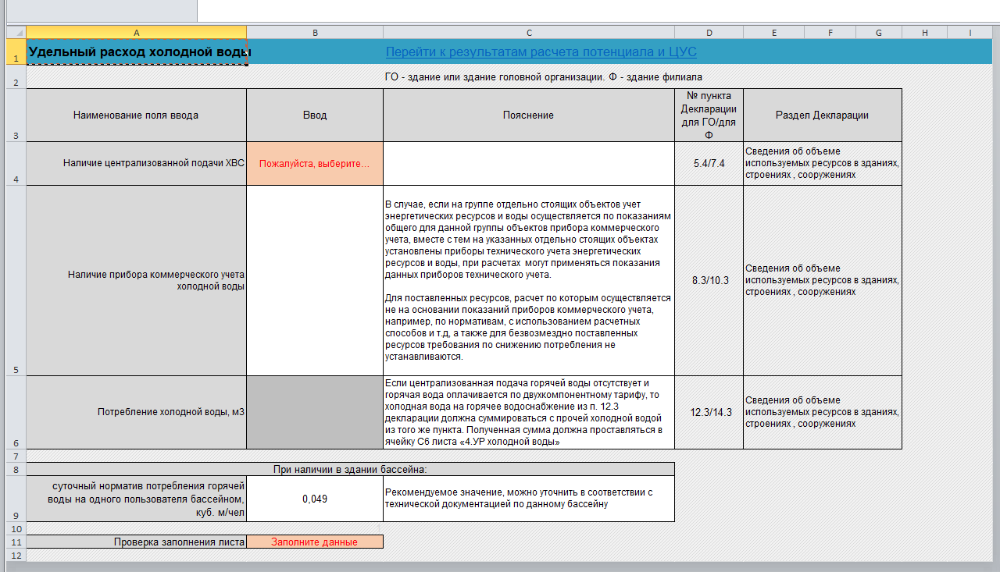 A B C D E F G H I
1 Удельный расход холодной воды Перейти к результатам расчета потенциала и ЦУС
2 ГО - здание или здание головной организации. Ф - здание филиала
3 Наименование поля ввода
Ввод
Пояснение
№ пункта
Декларации
для ГО/для
Ф
Раздел Декларации
4 Наличие централизованной подачи ХВС
Пожалуйста, выберите...
5.4/7.4
Сведения об объеме
используемых ресурсов в зданиях,
строениях , сооружениях
5 Наличие прибора коммерческого учета
холодной воды
В случае, если на группе отдельно стоящих объектов учет
энергетических ресурсов и воды осуществляется по показаниям
общего для данной группы объектов прибора коммерческого
учета, вместе с тем на указанных отдельно стоящих объектах
установлены приборы технического учета энергетических
ресурсов и воды, при расчетах могут применяться показания
данных приборов технического учета.
Для поставленных ресурсов, расчет по которым осуществляется
не на основании показаний приборов коммерческого учета,
например, по нормативам, с использованием расчетных
способов и т.д, а также для безвозмездно поставленных
ресурсов требования по снижению потребления не
устанавливаются.
8.3/10.3
Сведения об объеме
используемых ресурсов в зданиях,
строениях , сооружениях
6 Потребление холодной воды, м3
Если централизованная подача горячей воды отсутствует и
горячая вода оплачивается по двухкомпонентному тарифу, то
холодная вода на горячее водоснабжение из п. 12.3
декларации должна суммироваться с прочей холодной водой
из того же пункта. Полученная сумма должна проставляться в
ячейку С6 листа «4.УР холодной воды»
12.3/14.3
Сведения об объеме
используемых ресурсов в зданиях,
строениях , сооружениях
7
8 При наличии в здании бассейна:
9 суточный норматив потребления горячей
воды на одного пользователя бассейном,
куб. м/чел
0,049
Рекомендуемое значение, можно уточнить в соответствии с
технической документацией по данному бассейну
10
11 Проверка заполнения листа Заполните данные
12